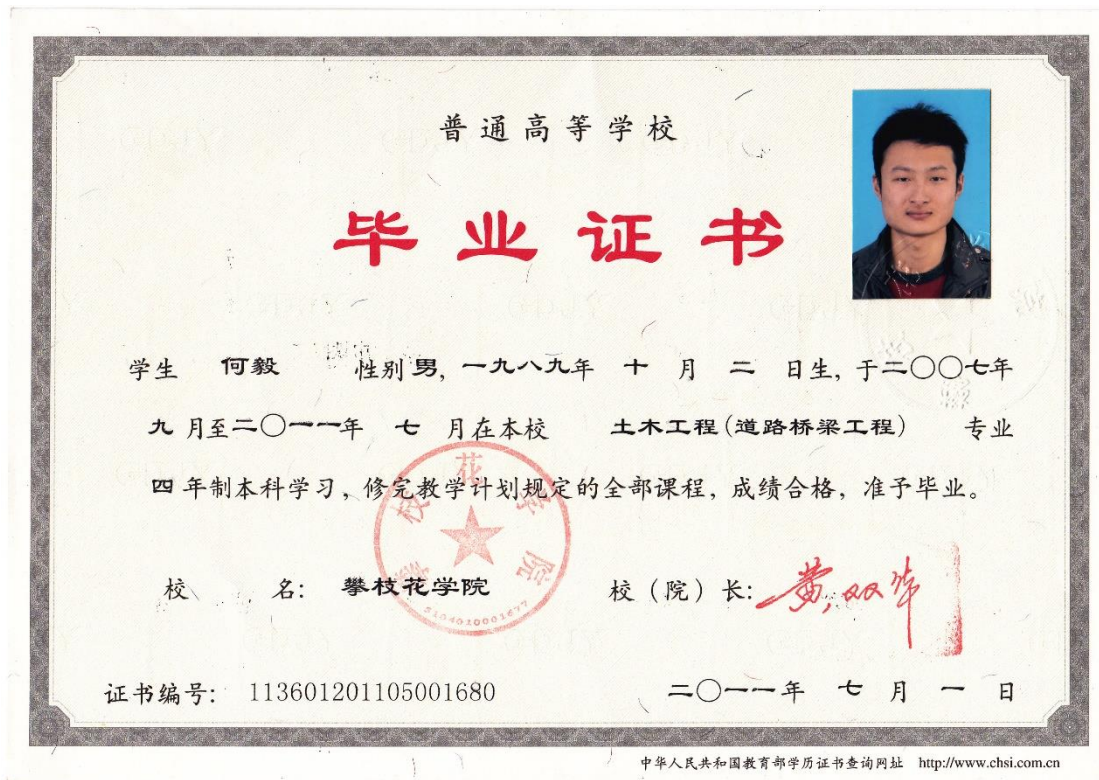 普通高等学校
毕业证书
学生 何毅 性别 男, 一九八九年 十 月 二 日生, 于二〇〇七年
九 月至二〇一一年 七 月在本校 土木工程(道路桥梁工程) 专业
四 年制本科学习, 修完教学计划规定的全部课程, 成绩合格, 准予毕业。
攀枝花学院
5104010001677
校 名: 攀枝花学院 校(院)长:
证书编号: 113601201105001680 二〇一一年 七 月 一 日
中华人民共和国教育部学历证书查询网址 http://www.chsi.com.cn